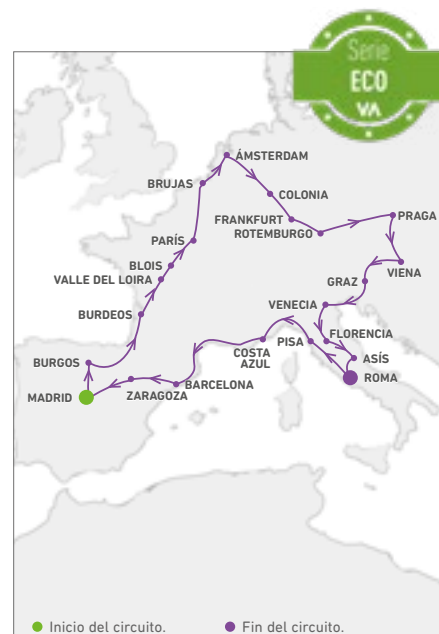 Serie
ECO
VA
ÁMSTERDAM
BRUJAS
COLONIA
FRANKFURT
PRAGA
ROTEMBURGO
PARÍS
BLOIS
VIENA
VALLE DEL LOIRA
GRAZ
VENECIA
BURDEOS
FLORENCIA
PISA
COSTA
AZUL
BURGOS
ASÍS
BARCELONA
ROMA
MADRID
ZARAGOZA
Inicio del circuito.
Fin del circuito.